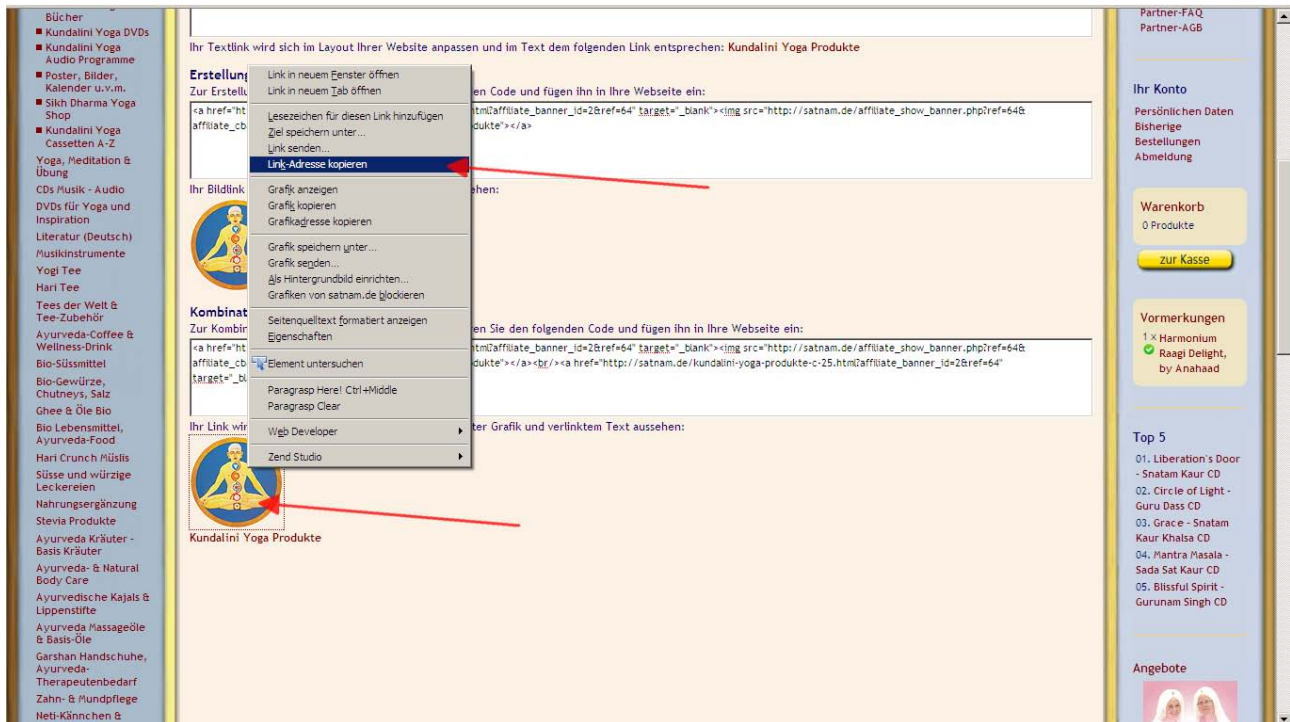 Bücher
Kundalini Yoga DVDs
Kundalini Yoga
Audio Programme
Poster, Bilder,
Kalender u.v.m.
Sikh Dharma Yoga
Shop
Kundalini Yoga
Cassetten A-Z
Yoga, Meditation &
Übung
CDs Musik - Audio
DVDs für Yoga und
Inspiration
Literatur (Deutsch)
Musikinstrumente
Yogi Tee
Hari Tee
Tees der Welt &
Tee-Zubehör
Ayurveda-Coffee &
Wellness-Drink
Bio-Süssmittel
Bio-Gewürze,
Chutneys, Salz
Ghee & Öle Bio
Bio Lebensmittel,
Ayurveda-Food
Hari Crunch Müslis
Süsse und würzige
Leckereien
Nahrungsergänzung
Stevia Produkte
Ayurveda Kräuter -
Basis Kräuter
Ayurveda- & Natural
Body Care
Ayurvedische Kajals &
Lippenstifte
Ayurveda Massageöle
& Basis-Öle
Garshan Handschuhe,
Ayurveda-
Therapeutenbedarf
Zahn- & Mundpflege
Neti-Kännchen &
Ihr Textlink wird sich im Layout Ihrer Website anpassen und im Text dem folgenden Link entsprechen: Kundalini Yoga Produkte
Erstellung
Zur Erstellu en Code und fügen ihn in Ihre Webseite ein:
<a href="ht html?affiliate_banner_id=2&ref=64" target="_blank"><img src="http://satnam.de/affiliate_show_banner.php?ref=64&
affiliate_cba dukte"></a>
Ihr Bildlink ehen:
Kombinat
Zur Kombin ren Sie den folgenden Code und fügen ihn in Ihre Webseite ein:
<a href="ht html?affiliate_banner_id=2&ref=64" target="_blank"><img src="http://satnam.de/affiliate_show_banner.php?ref=64&
affiliate_cb dukte"></a><br/><a href="http://satnam.de/kundalini-yoga-produkte-c-25.html?affiliate_banner_id=2&ref=64"
target="_bl
Ihr Link wir ter Grafik und verlinktem Text aussehen:
Kundalini Yoga Produkte
Link in neuem Fenster öffnen
Link in neuem Tab öffnen
Lesezeichen für diesen Link hinzufügen
Ziel speichern unter...
Link senden...
Link-Adresse kopieren
Grafik anzeigen
Grafik kopieren
Grafikadresse kopieren
Grafik speichern unter...
Grafik senden...
Als Hintergrundbild einrichten...
Grafiken von satnam.de blockieren
Seitenquelltext formatiert anzeigen
Eigenschaften
Element untersuchen
Paragrasp Here! Ctrl+Middle
Paragrasp Clear
Web Developer
Zend Studio
Partner-FAQ
Partner-AGB
Ihr Konto
Persönlichen Daten
Bisherige
Bestellungen
Abmeldung
Warenkorb
0 Produkte
zur Kasse
Vormerkungen
1 x Harmonium
Raagi Delight,
by Anahaad
Top 5
01. Liberation's Door
- Snatam Kaur CD
02. Circle of Light -
Guru Dass CD
03. Grace - Snatam
Kaur Khalsa CD
04. Mantra Masala -
Sada Sat Kaur CD
05. Blissful Spirit -
Gurunam Singh CD
Angebote